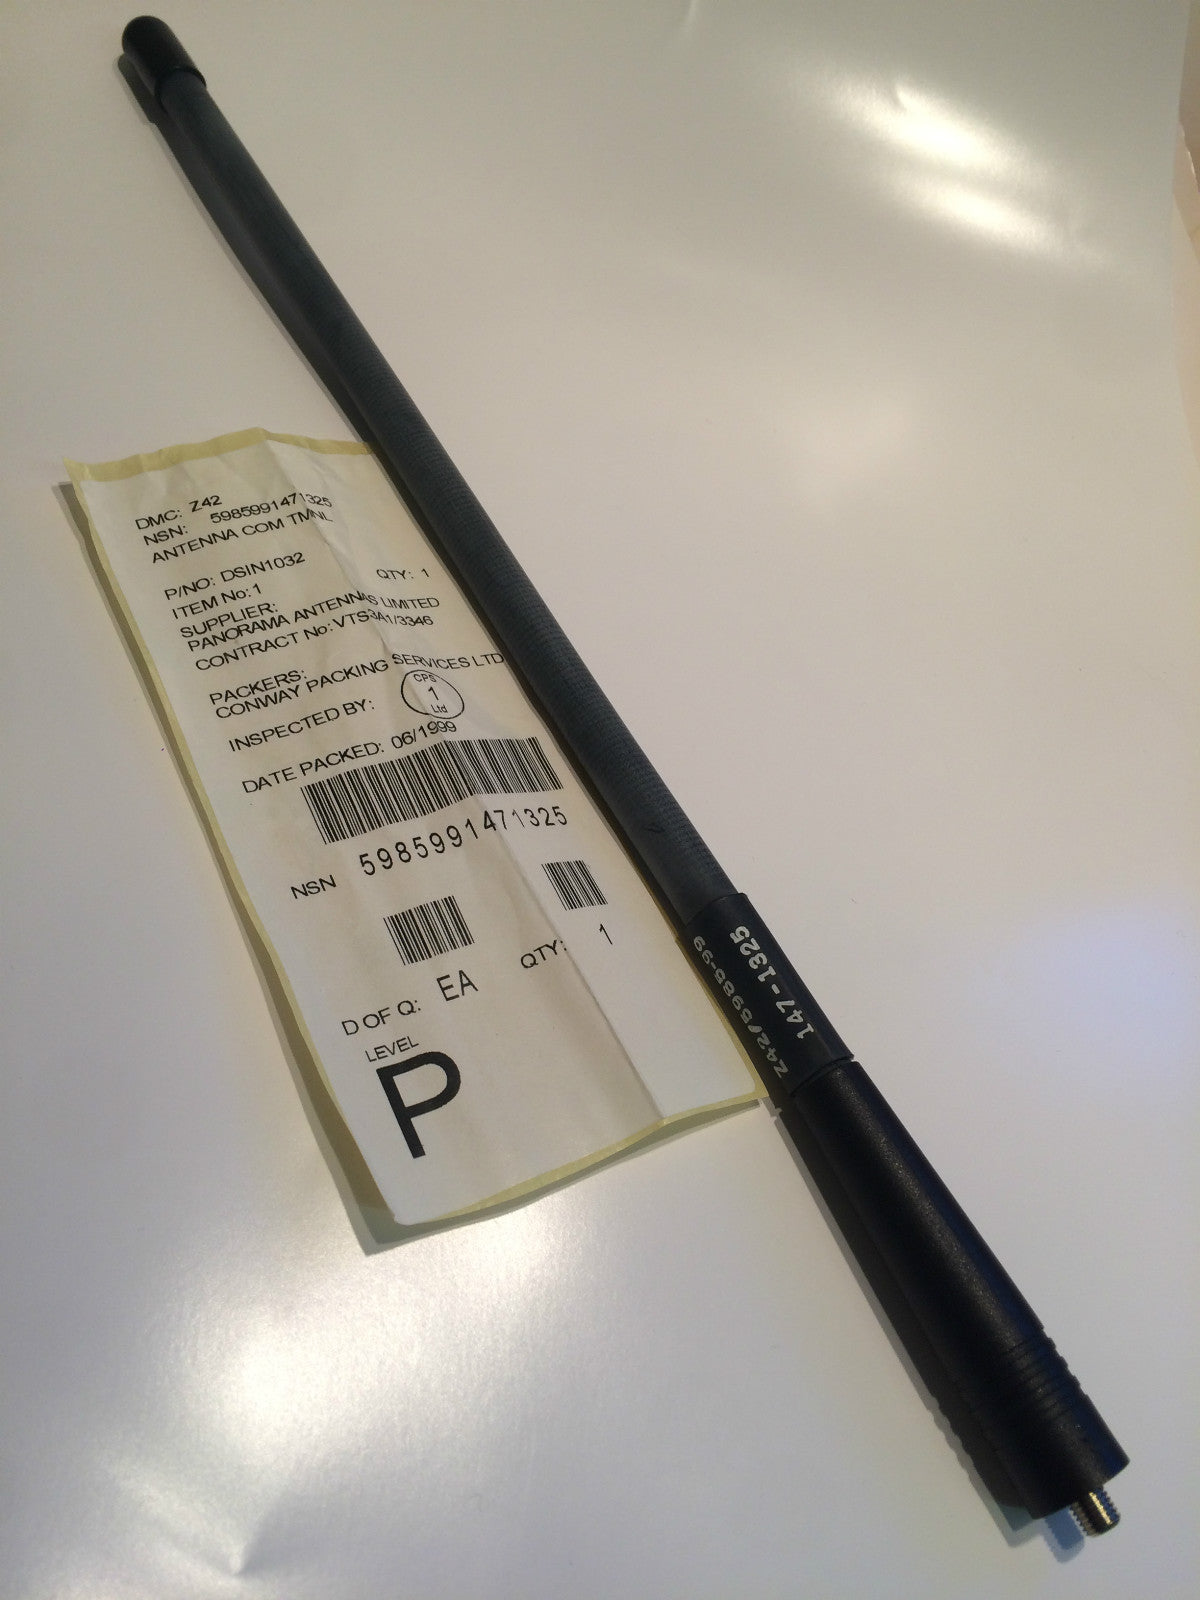 DMC: Z42
NSN: 5985991471325
ANTENNA COM TMNL
P/NO: DSIN1032
QTY: 1
ITEM No: 1
SUPPLIER:
PANORAMA ANTENNAS LIMITED
CONTRACT No: VTS3A1/3346
PACKERS:
CONWAY PACKING SERVICES LTD
INSPECTED BY:
CPS
1
Ltd
DATE PACKED: 06/1999
NSN 5985991471325
D OF Q: EA QTY: 1
LEVEL
P
Z42/5985-99
147-1325